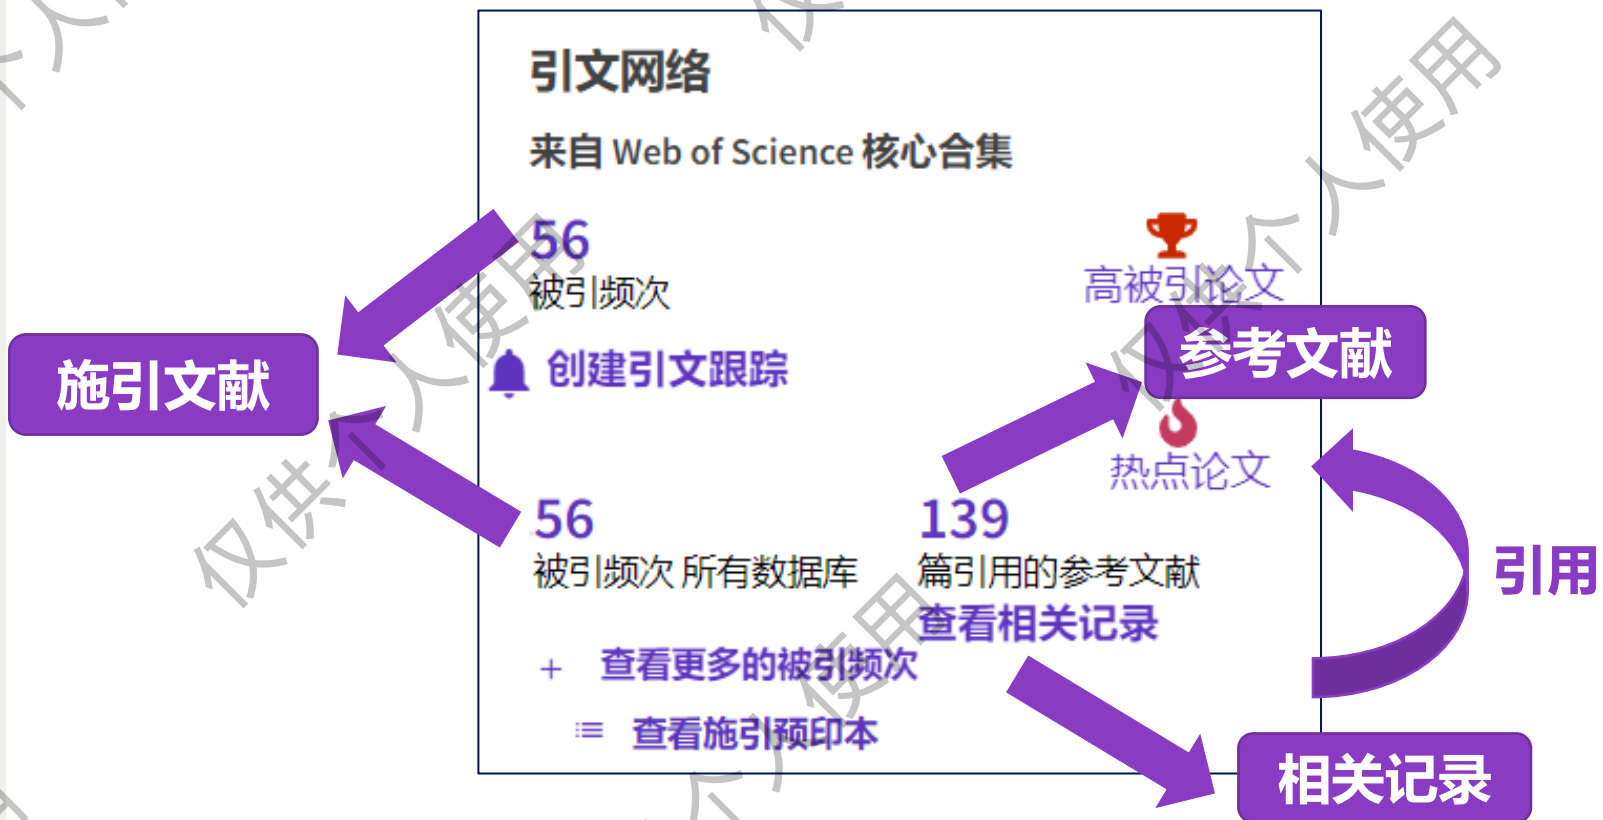 引文网络
来自 Web of Science 核心合集
56
被引频次
高被引论文
创建引文跟踪
施引文献
参考文献
热点论文
56
被引频次 所有数据库
139
篇引用的参考文献
查看相关记录
引用
+ 查看更多的被引频次
查看施引预印本
相关记录
仅供个人使用
仅供个人使用
仅供个人使用